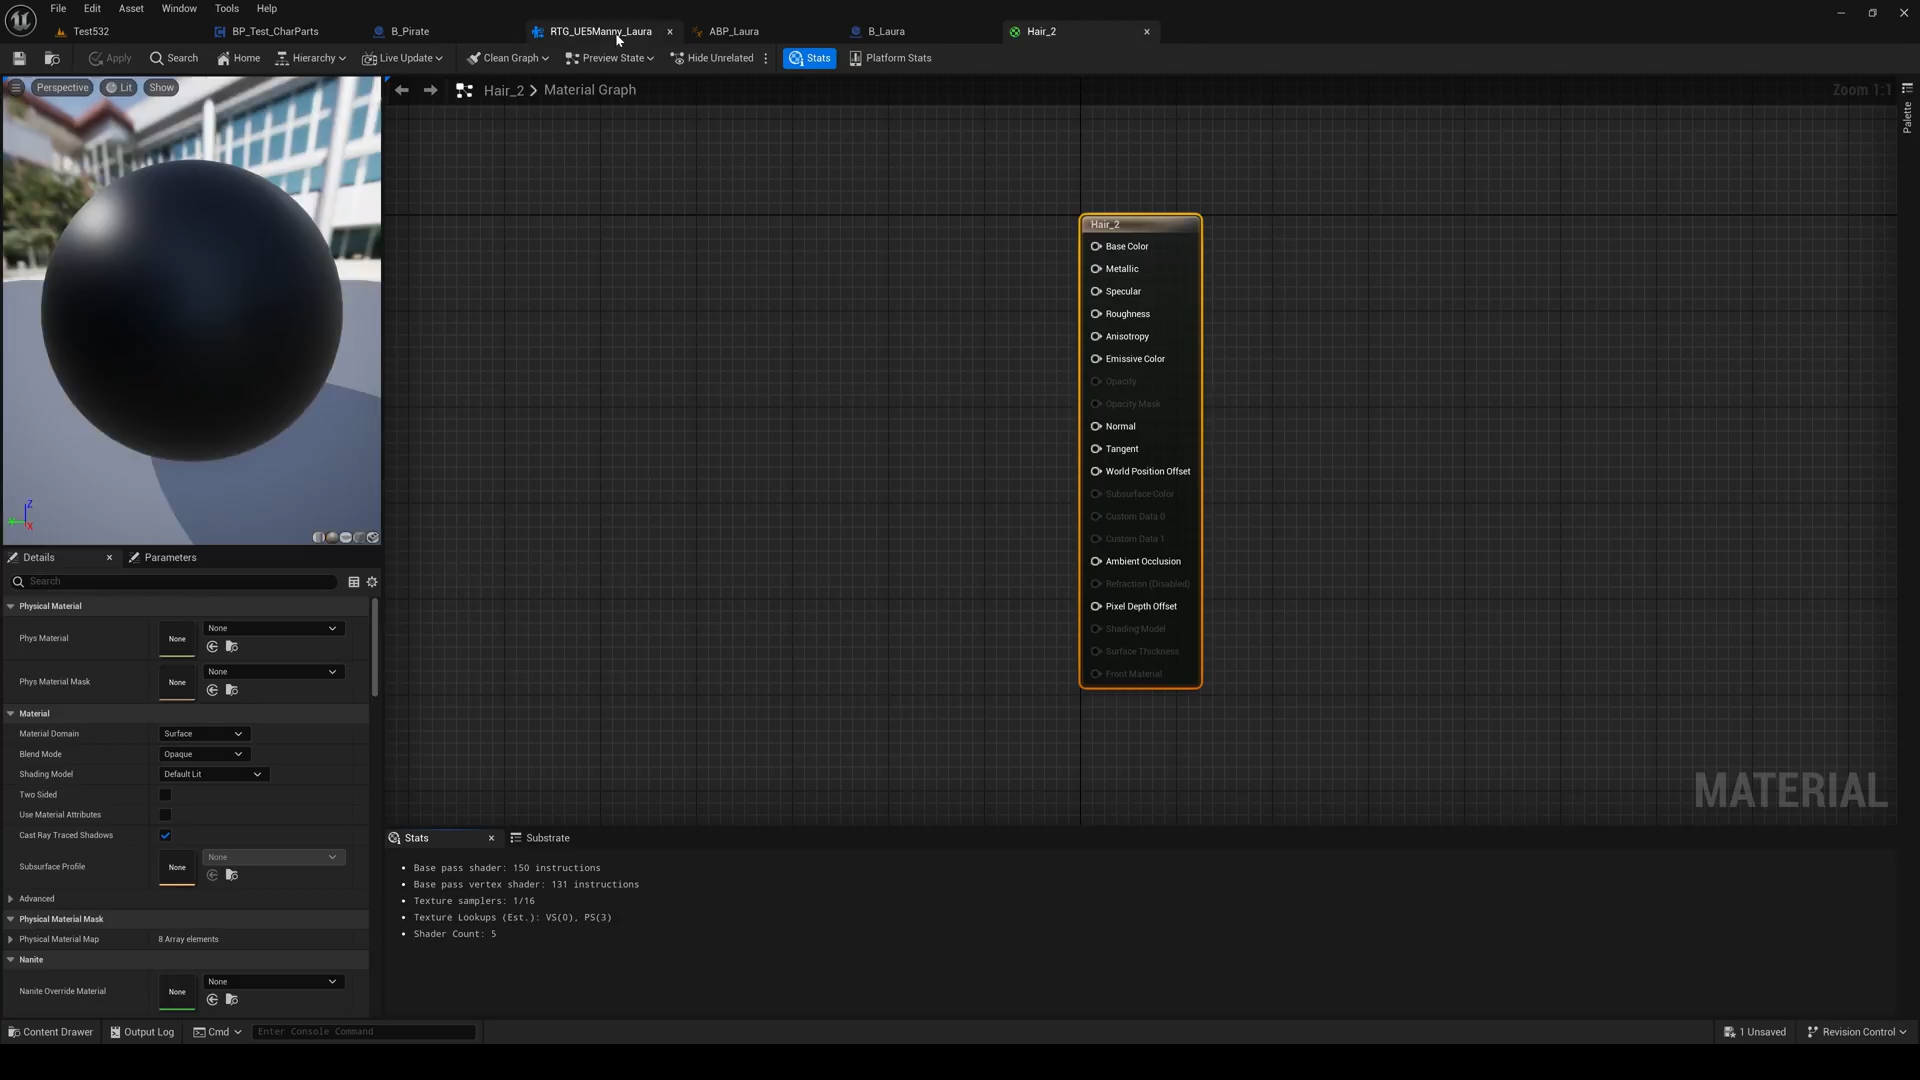 File Edit Asset Window Tools Help
Test532 BP_Test_CharParts B_Pirate RTG_UE5Manny_Laura ABP_Laura B_Laura Hair_2
Apply Search Home Hierarchy Live Update Clean Graph Preview State Hide Unrelated Stats Platform Stats
Perspective Lit Show
Hair_2 > Material Graph
Zoom 1:1
Palette
Hair_2
Base Color
Metallic
Specular
Roughness
Anisotropy
Emissive Color
Opacity
Opacity Mask
Normal
Tangent
World Position Offset
Subsurface Color
Custom Data 0
Custom Data 1
Ambient Occlusion
Refraction (Disabled)
Pixel Depth Offset
Shading Model
Surface Thickness
Front Material
MATERIAL
Z
X
Details Parameters
Search
Physical Material
Phys Material None None
Phys Material Mask None None
Material
Material Domain Surface
Blend Mode Opaque
Shading Model Default Lit
Two Sided
Use Material Attributes
Cast Ray Traced Shadows
Subsurface Profile None None
Advanced
Physical Material Mask
Physical Material Map 8 Array elements
Nanite
Nanite Override Material None None
Stats Substrate
• Base pass shader: 150 instructions
• Base pass vertex shader: 131 instructions
• Texture samplers: 1/16
• Texture Lookups (Est.): VS(0), PS(3)
• Shader Count: 5
Content Drawer Output Log Cmd Enter Console Command 1 Unsaved Revision Control